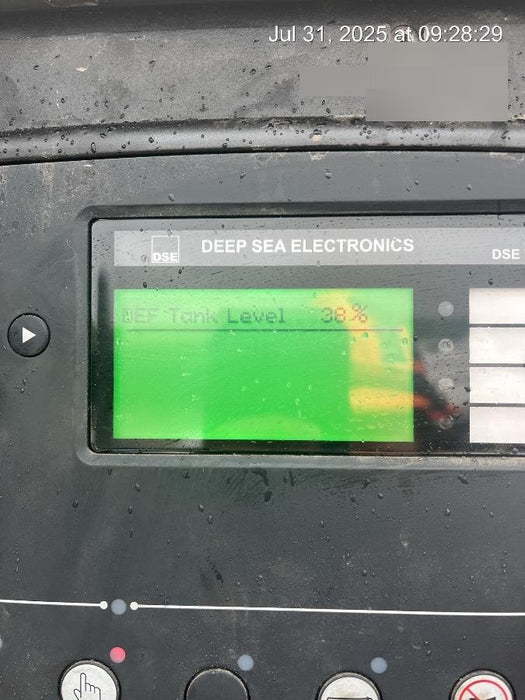 Jul 31, 2025 at 09:28:29
DSE
DEEP SEA ELECTRONICS
DSE
DEF Tank Level 38%